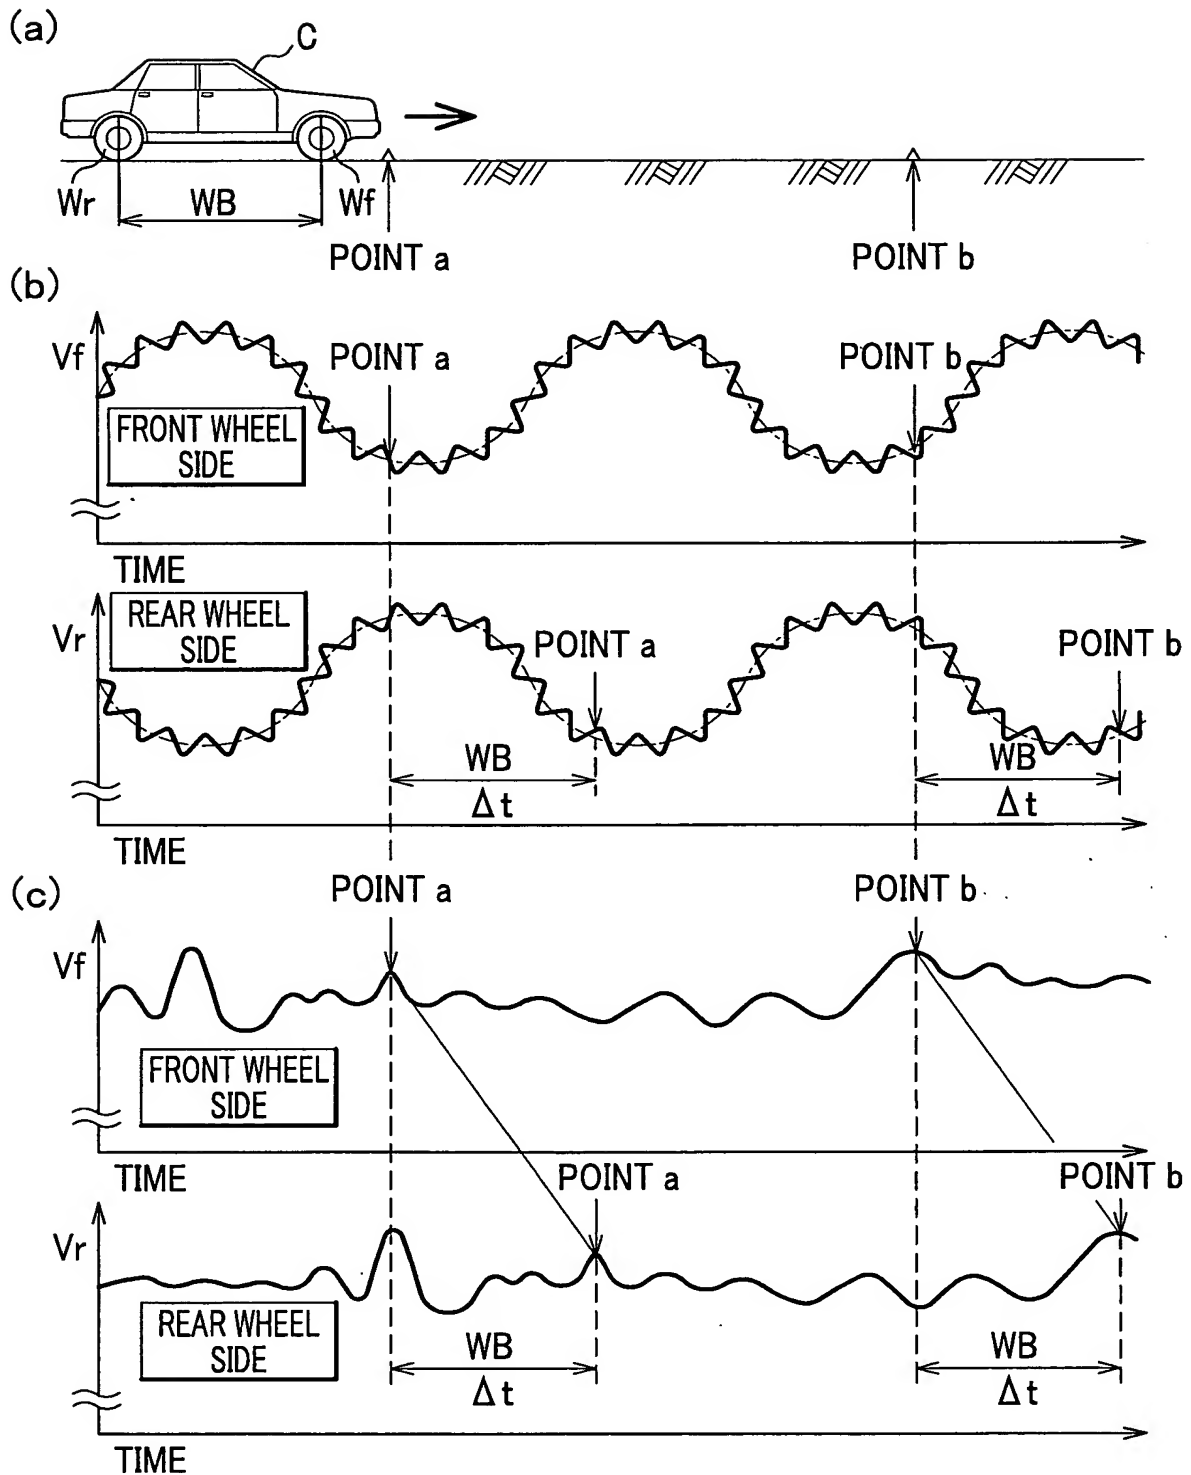 (a)
C
Wr
WB
Wf
POINT a
POINT b
(b)
Vf
POINT a
POINT b
FRONT WHEEL
SIDE
TIME
Vr
REAR WHEEL
SIDE
POINT a
POINT b
WB
Δt
WB
Δt
TIME
(c)
POINT a
POINT b
Vf
FRONT WHEEL
SIDE
TIME
POINT a
POINT b
Vr
REAR WHEEL
SIDE
WB
Δt
WB
Δt
TIME